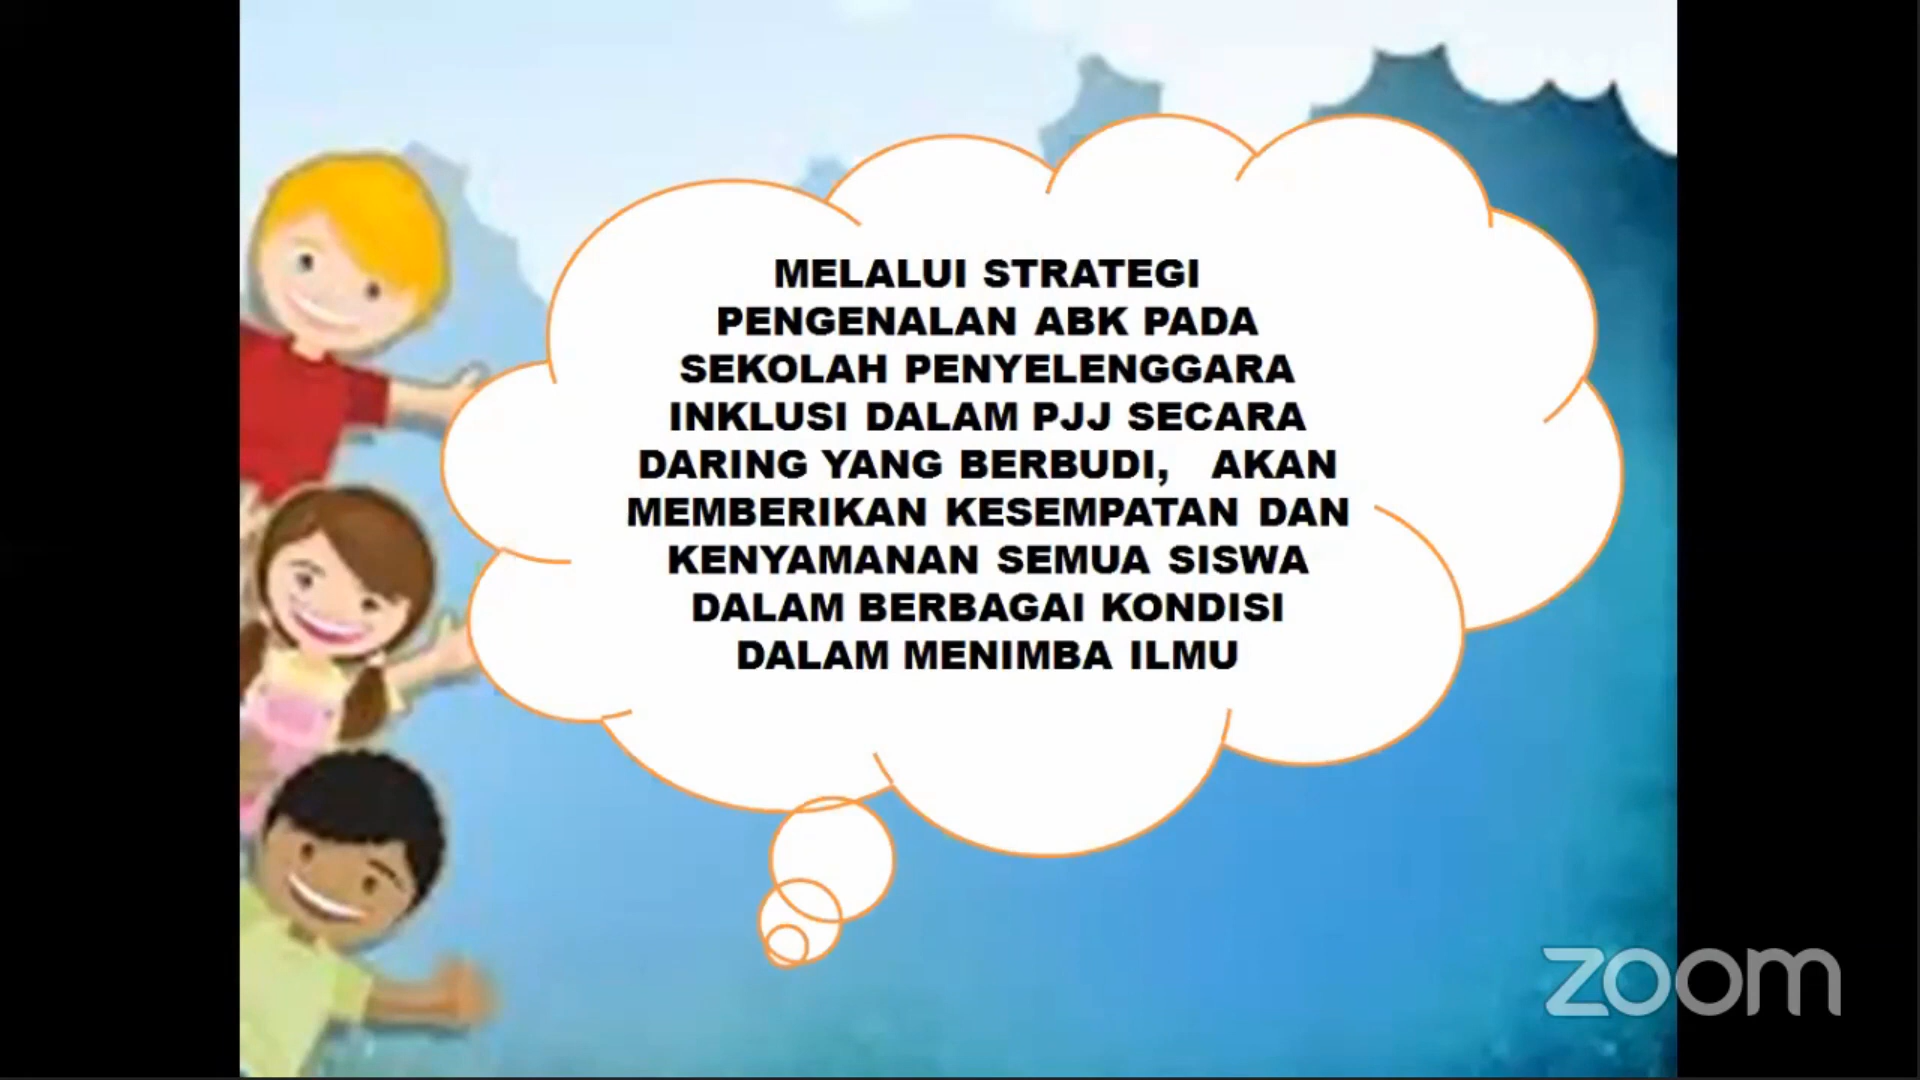 MELALUI STRATEGI
PENGENALAN ABK PADA
SEKOLAH PENYELENGGARA
INKLUSI DALAM PJJ SECARA
DARING YANG BERBUDI, AKAN
MEMBERIKAN KESEMPATAN DAN
KENYAMANAN SEMUA SISWA
DALAM BERBAGAI KONDISI
DALAM MENIMBA ILMU
zoom